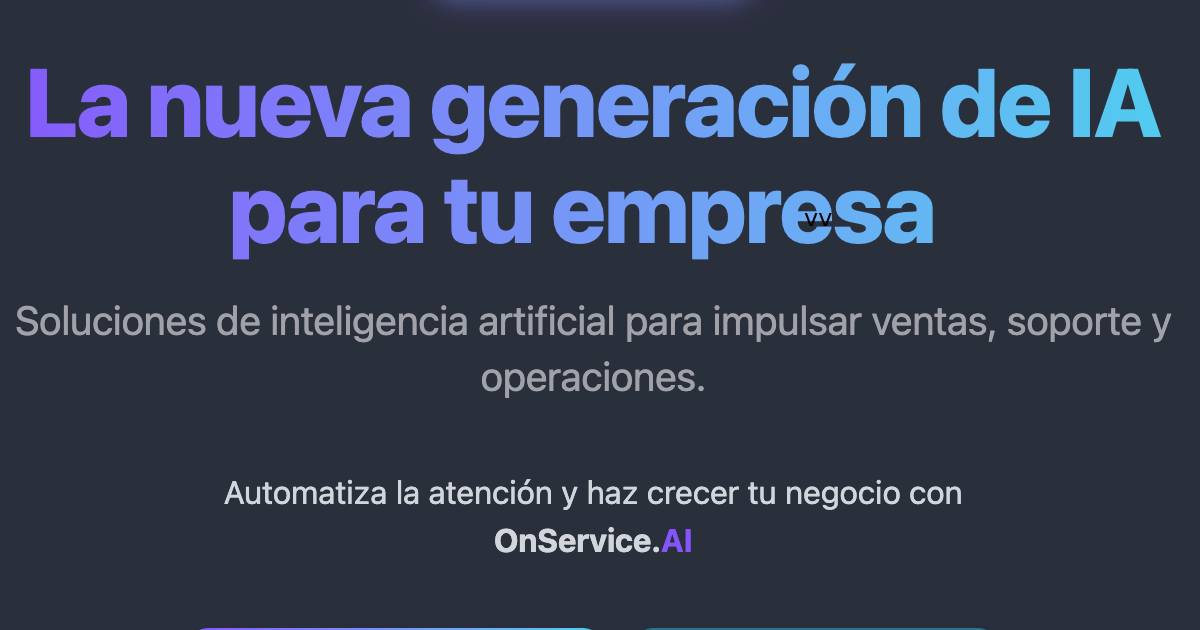 La nueva generación de IA
para tu empresa
vv
Soluciones de inteligencia artificial para impulsar ventas, soporte y
operaciones.
Automatiza la atención y haz crecer tu negocio con
OnService.AI